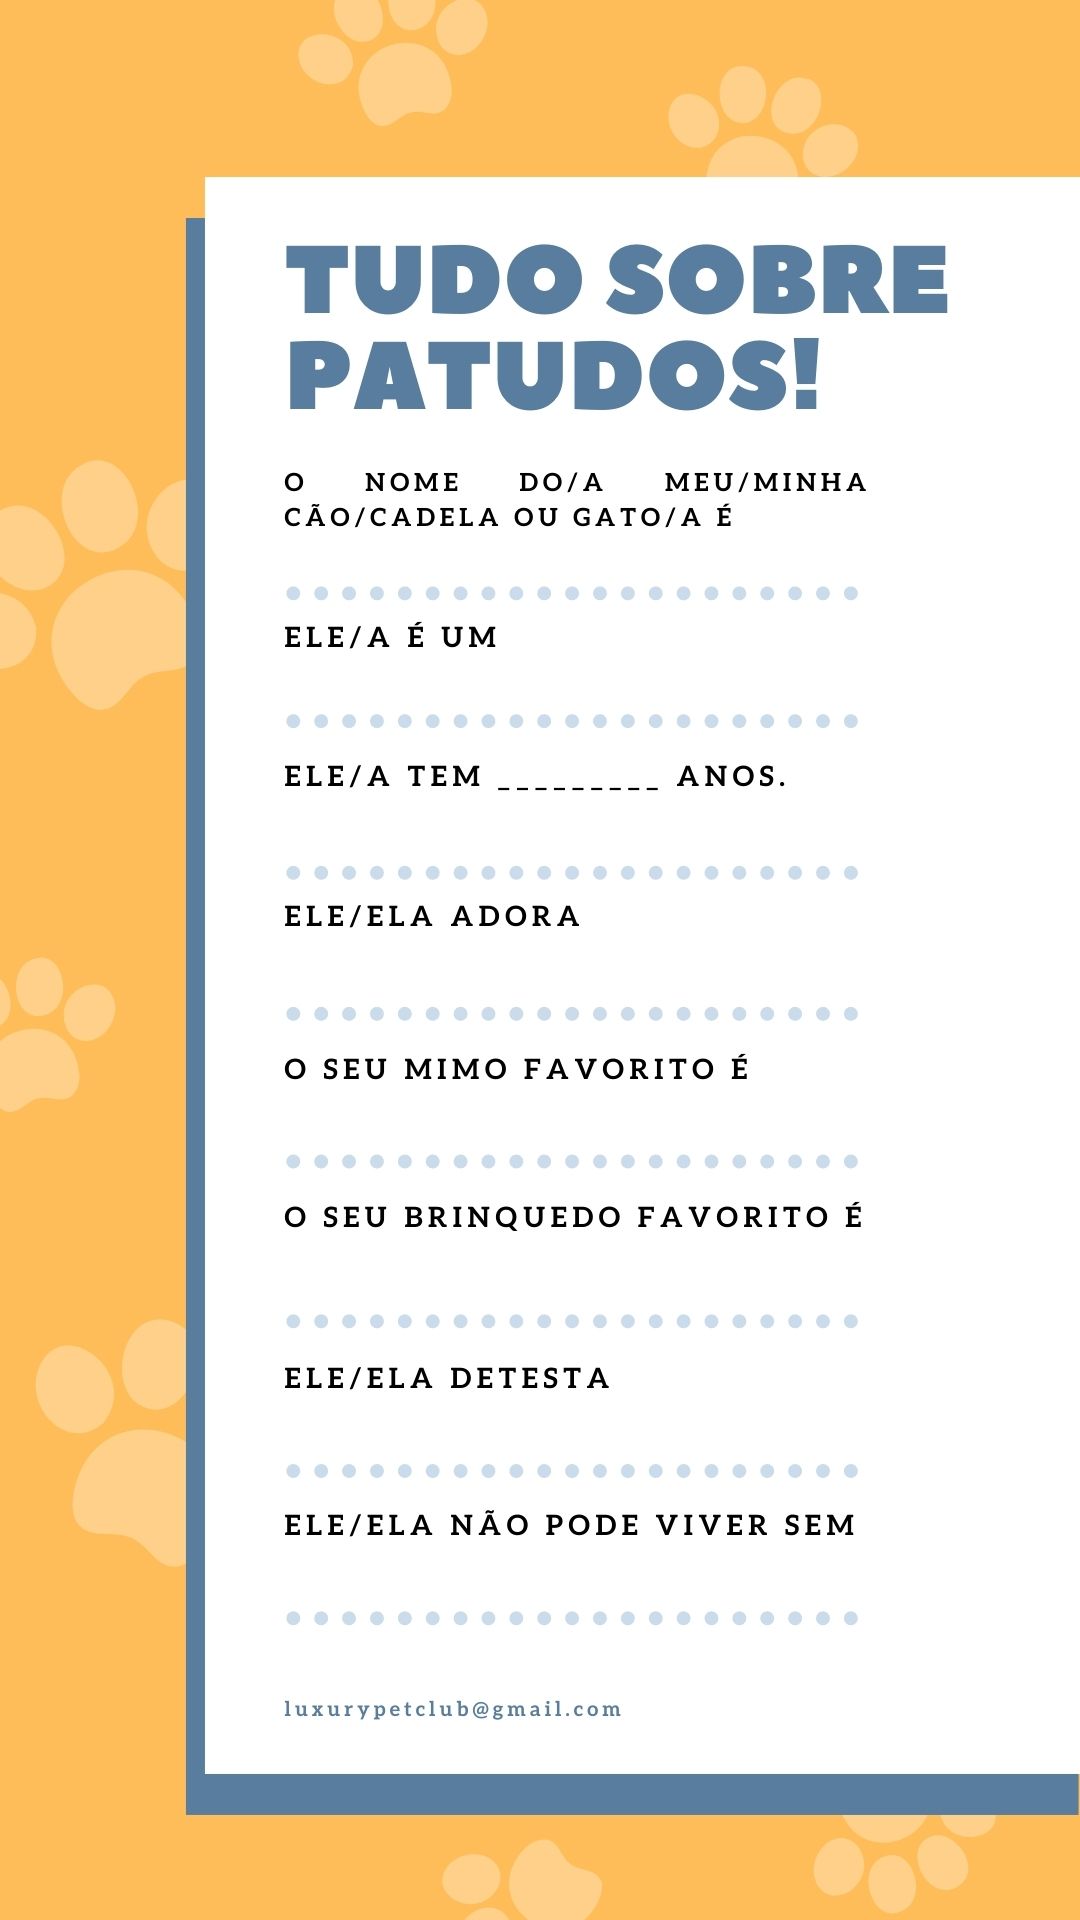 TUDO SOBRE
PATUDOS!
O NOME DO/A MEU/MINHA
CÃO/CADELA OU GATO/A É
ELE/A É UM
ELE/A TEM _________ ANOS.
ELE/ELA ADORA
O SEU MIMO FAVORITO É
O SEU BRINQUEDO FAVORITO É
ELE/ELA DETESTA
ELE/ELA NÃO PODE VIVER SEM
luxurypetclub@gmail.com